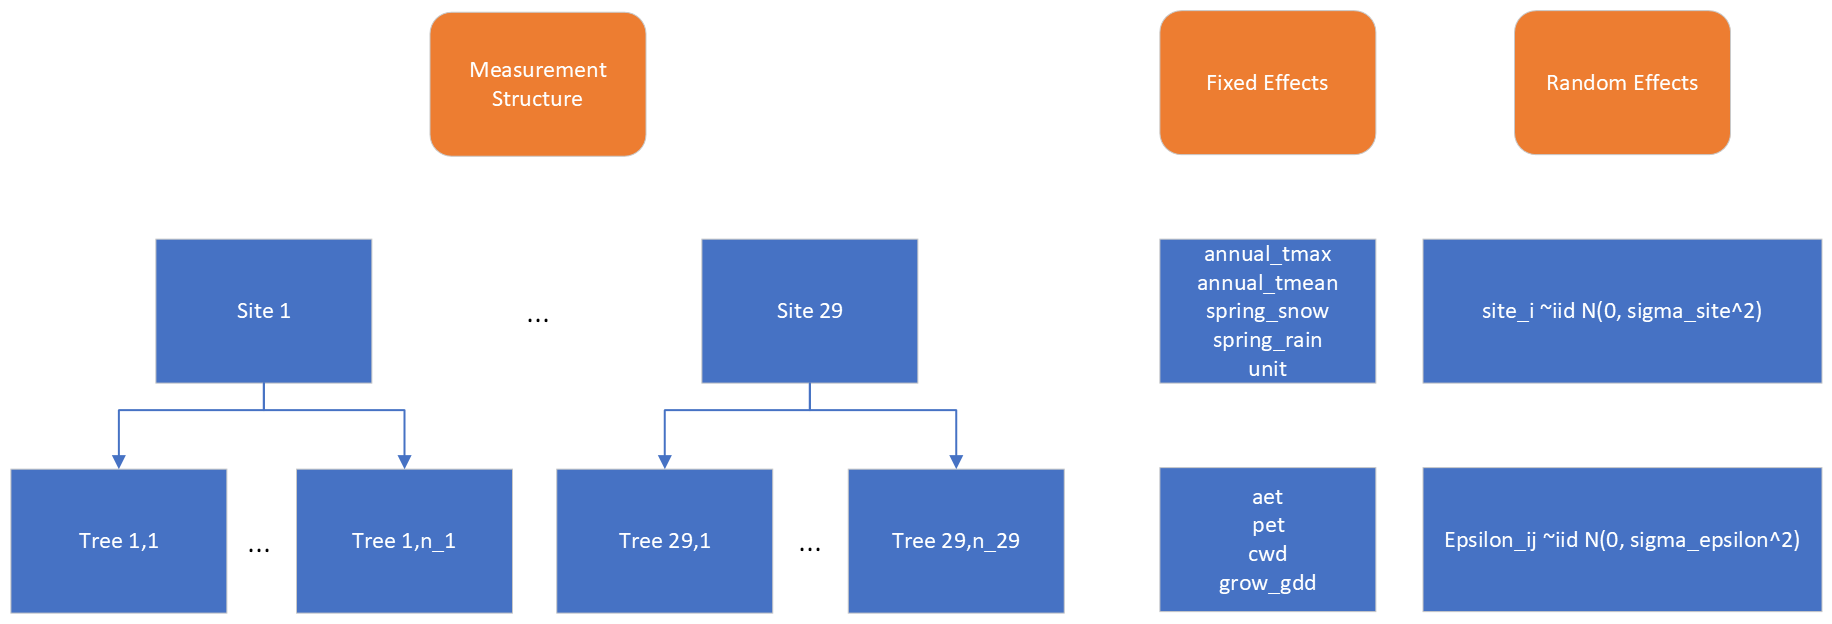 Measurement
Structure
Fixed Effects
Random Effects
Site 1
...
Site 29
annual_tmax
annual_tmean
spring_snow
spring_rain
unit
site_i ~iid N(0, sigma_site^2)
Tree 1,1
...
Tree 1,n_1
Tree 29,1
...
Tree 29,n_29
aet
pet
cwd
grow_gdd
Epsilon_ij ~iid N(0, sigma_epsilon^2)